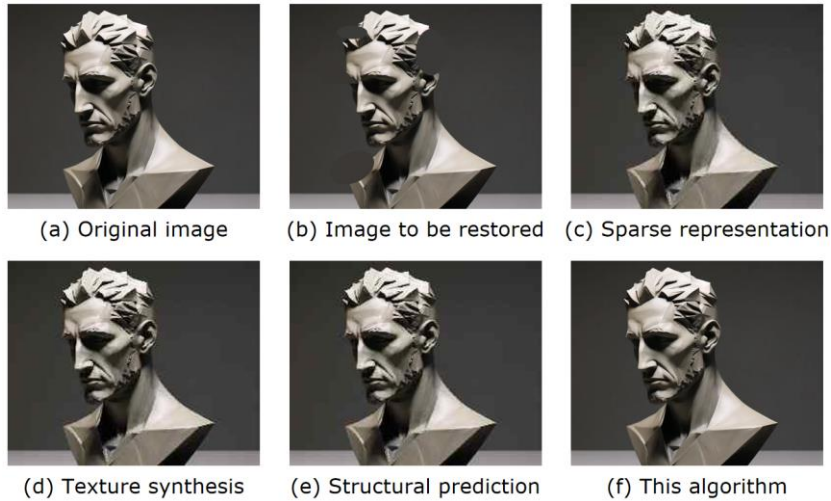 (a) Original image
(b) Image to be restored
(c) Sparse representation
(d) Texture synthesis
(e) Structural prediction
(f) This algorithm